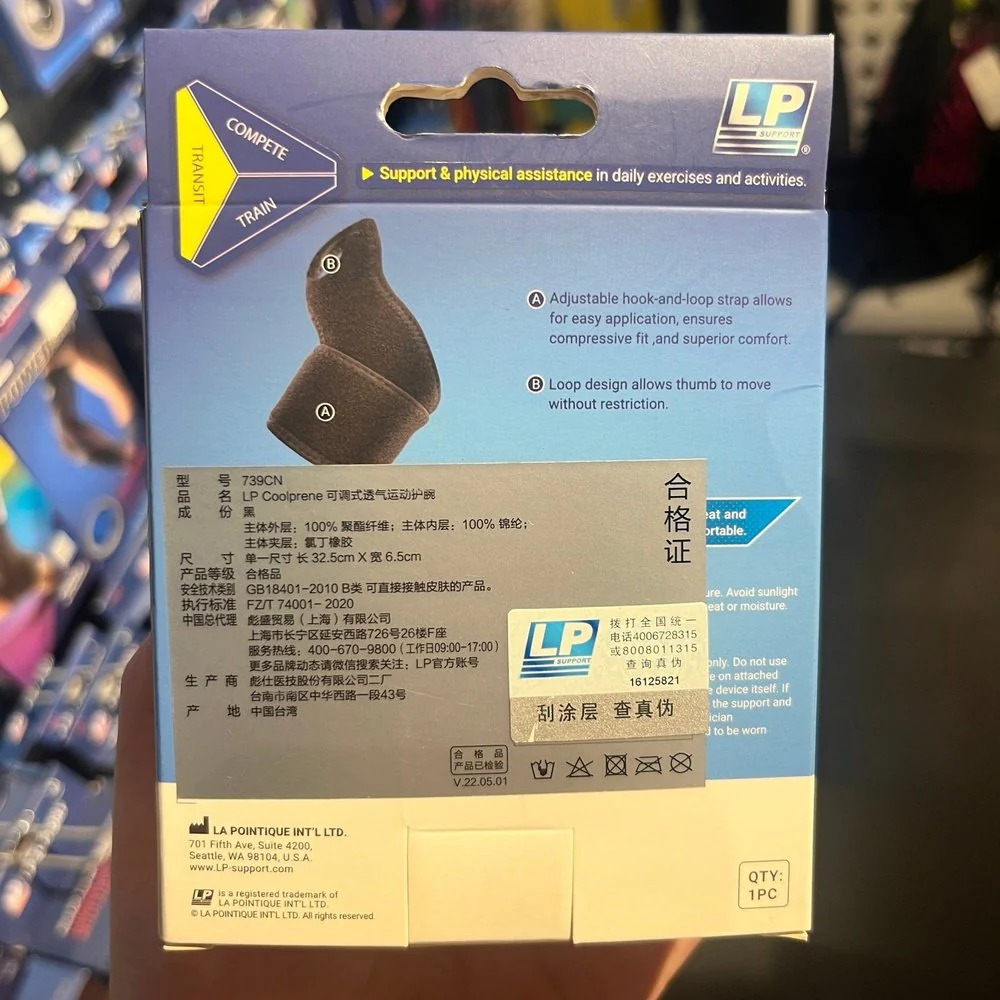 COMPETE
TRANSIT
TRAIN
LP
SUPPORT
®
Support & physical assistance in daily exercises and activities.
B
A
A Adjustable hook-and-loop strap allows
for easy application, ensures
compressive fit ,and superior comfort.
B Loop design allows thumb to move
without restriction.
型 号 739CN
品 名 LP Coolprene 可调式透气运动护腕
成 份 黑
主体外层：100% 聚酯纤维；主体内层：100% 锦纶；
主体夹层：氯丁橡胶
尺 寸 单一尺寸 长 32.5cm X 宽 6.5cm
产品等级 合格品
安全技术类别 GB18401-2010 B类 可直接接触皮肤的产品。
执行标准 FZ/T 74001- 2020
中国总代理 彪盛贸易（上海）有限公司
上海市长宁区延安西路726号26楼F座
服务热线：400-670-9800（工作日09:00-17:00）
更多品牌动态请微信搜索关注：LP官方账号
生 产 商 彪仕医技股份有限公司二厂
台南市南区中华西路一段43号
产 地 中国台湾
合格证
eat and
ortable.
ure. Avoid sunlight
eat or moisture.
only. Do not use
e on attached
e device itself. If
the support and
ician
d to be worn
LP
SUPPORT
拨打全国统一
电话4006728315
或8008011315
查询真伪
16125821
刮涂层 查真伪
合格品
产品已检验
V.22.05.01
LA POINTIQUE INT'L LTD.
701 Fifth Ave, Suite 4200,
Seattle, WA 98104, U.S.A.
www.LP-support.com
LP is a registered trademark of
LA POINTIQUE INT'L LTD.
© LA POINTIQUE INT'L LTD. All rights reserved.
QTY:
1PC